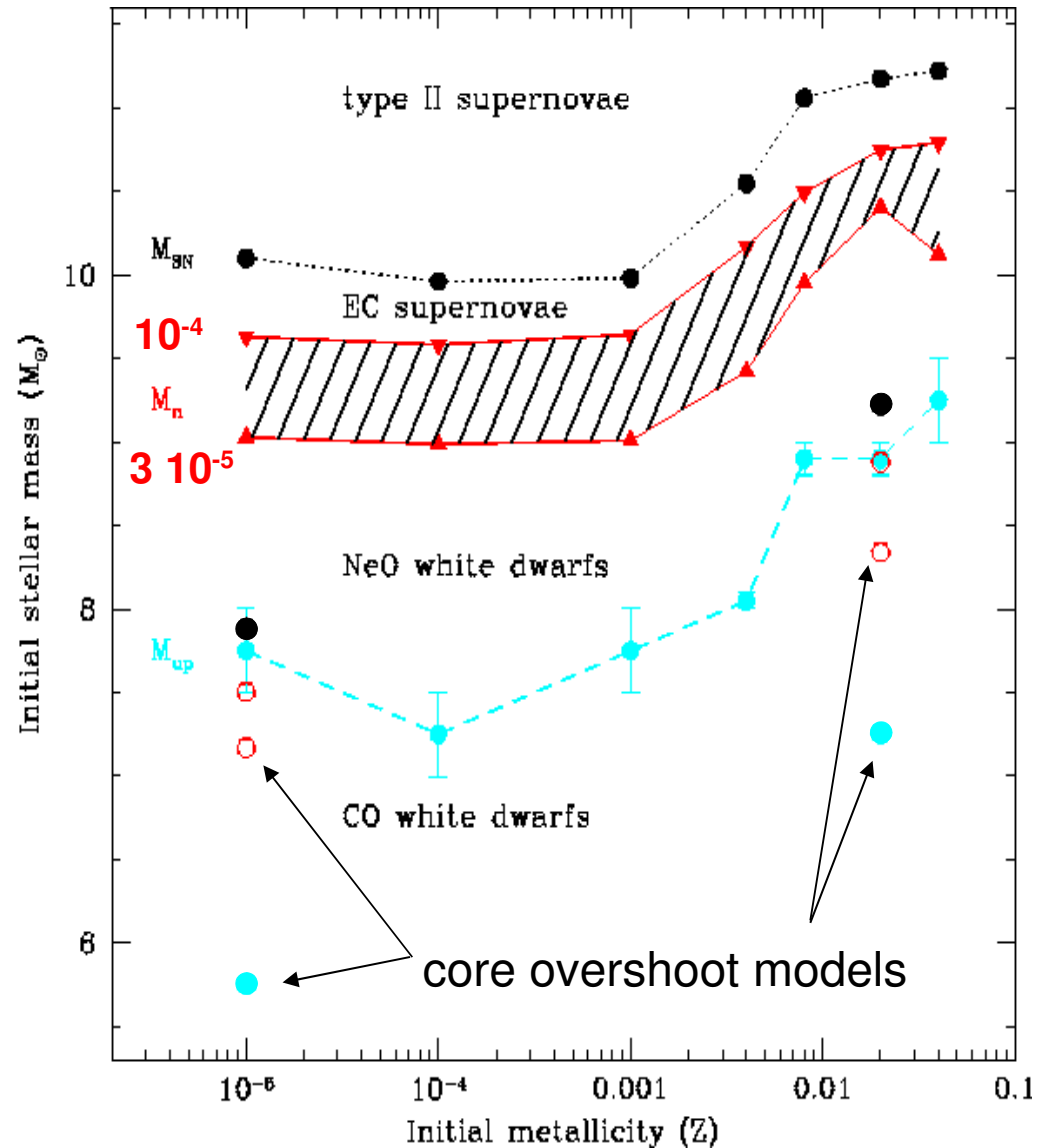 type II supernovae
M_SN
10
EC supernovae
10⁻⁴
M_n
3 10⁻⁵
NeO white dwarfs
8
M_up
CO white dwarfs
6
core overshoot models
10⁻⁵ 10⁻⁴ 0.001 0.01 0.1
Initial metallicity (Z)
Initial stellar mass (M_⊙)